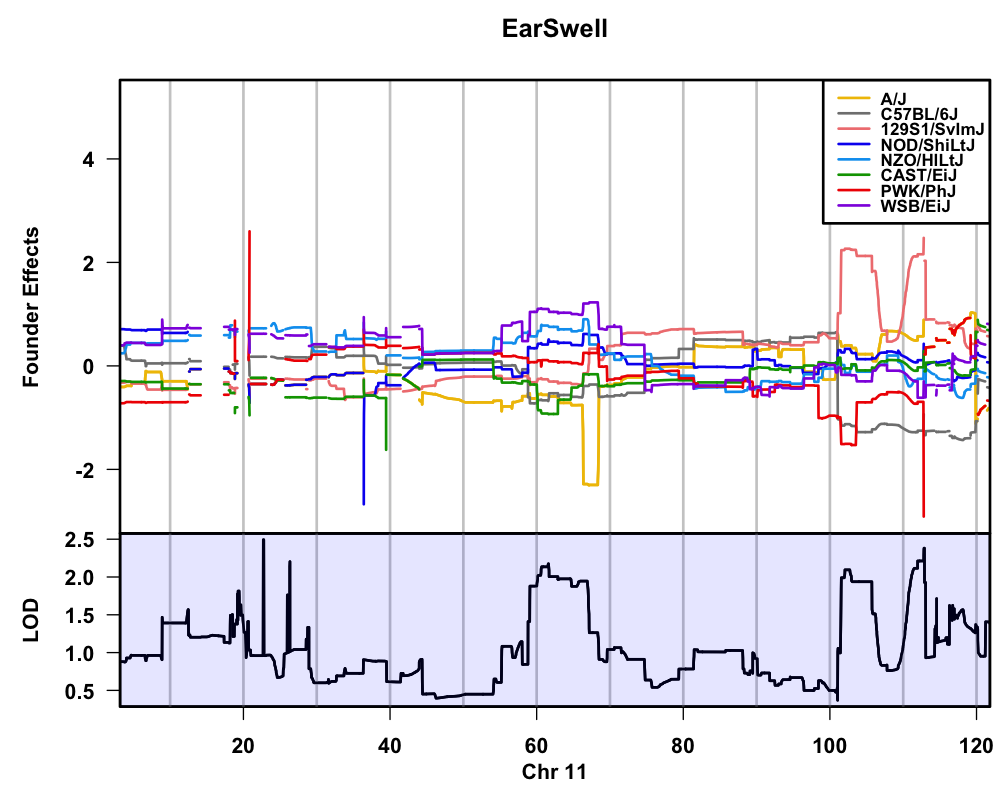 EarSwell
A/J
C57BL/6J
129S1/SvImJ
NOD/ShiLtJ
NZO/HlLtJ
CAST/EiJ
PWK/PhJ
WSB/EiJ
Founder Effects
4
2
0
-2
LOD
2.5
2.0
1.5
1.0
0.5
20
40
60
80
100
120
Chr 11